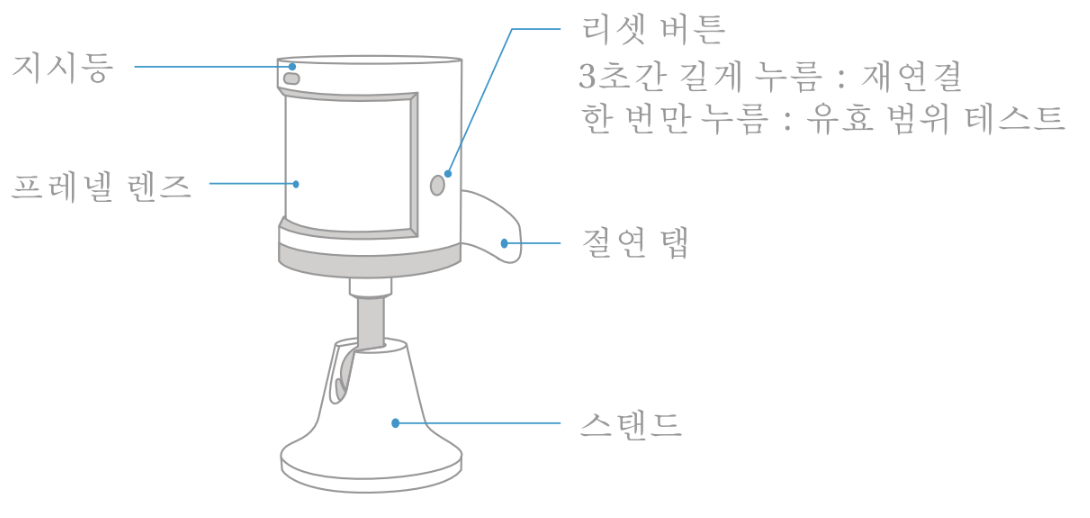 지시등
프레넬 렌즈
리셋 버튼
3초간 길게 누름 : 재연결
한 번만 누름 : 유효 범위 테스트
절연 탭
스탠드